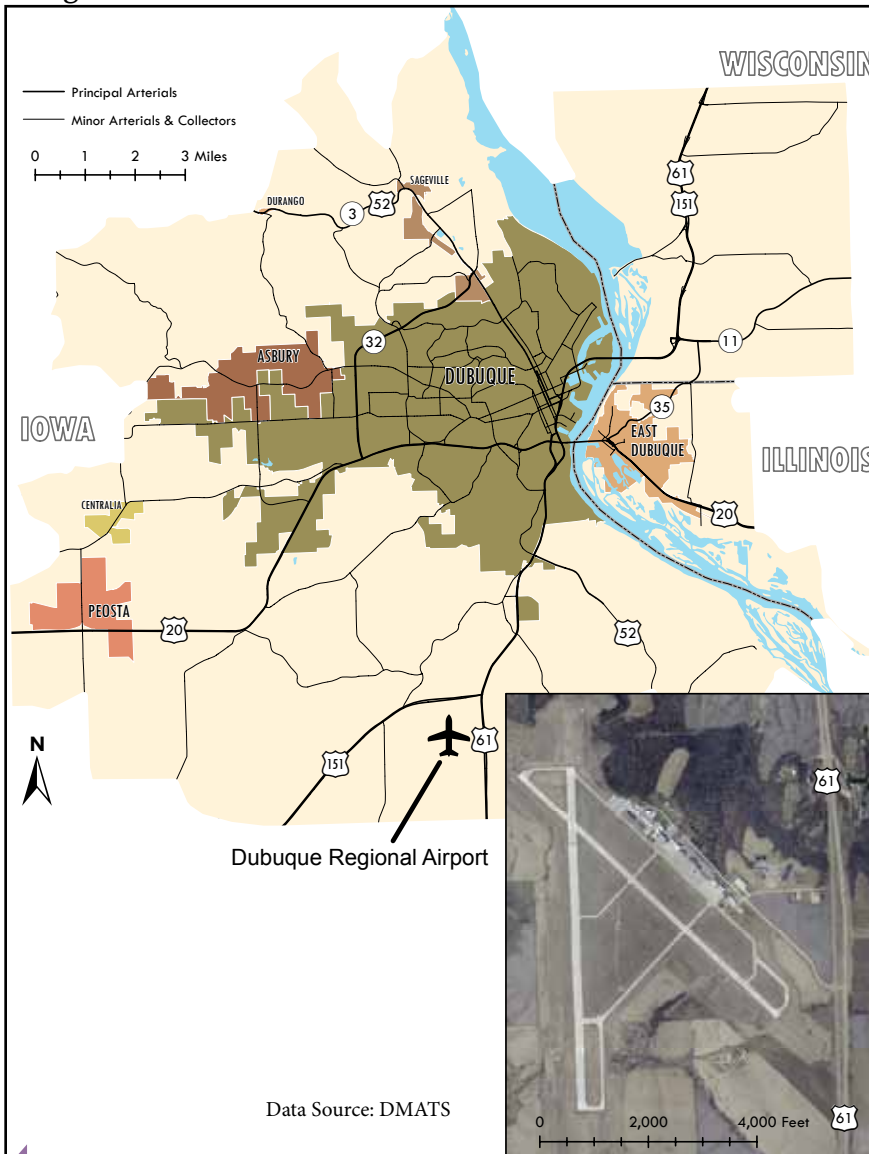 WISCONSIN
Principal Arterials
Minor Arterials & Collectors
0 1 2 3 Miles
61
151
SAGEVILLE
DURANGO
3
52
32
11
ASBURY
DUBUQUE
35
IOWA
EAST
DUBUQUE
ILLINOIS
CENTRALIA
20
PEOSTA
20
52
N
151
61
61
Dubuque Regional Airport
Data Source: DMATS
0 2,000 4,000 Feet
61